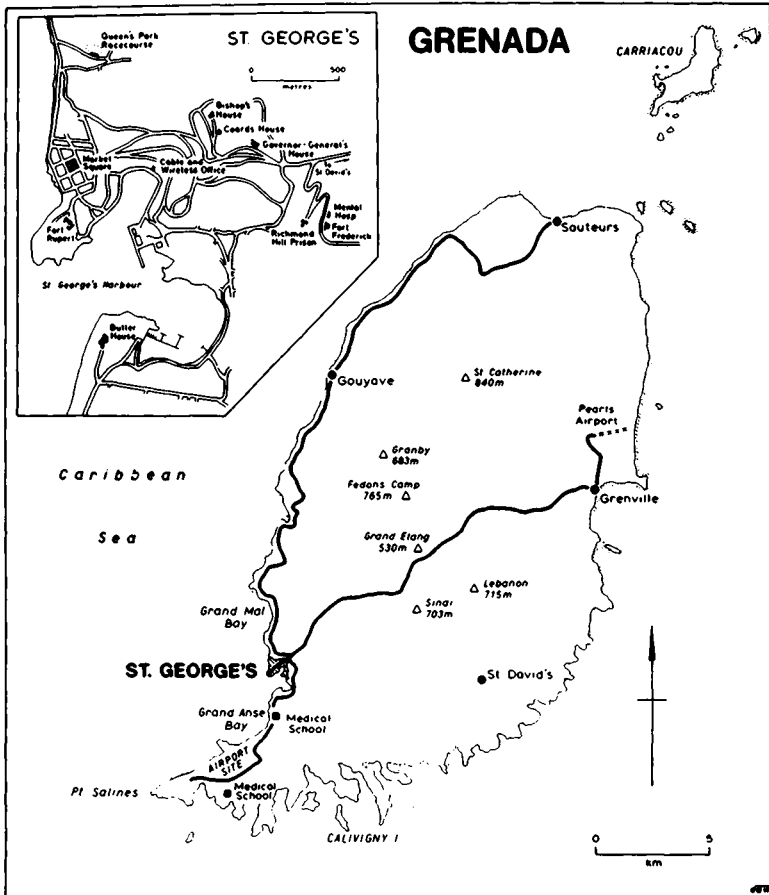 ST. GEORGE'S
0 500
metres
Queen's Park
Racecourse
Bishop's
House
Coards House
Governor-General's
House
Market
Square
Cable and
Wireless Office
To
St David's
Mental
Hosp
Fort
Frederick
Richmond
Hill Prison
Fort
Rupert
St George's Harbour
Butler
House
GRENADA
CARRIACOU
Sauteurs
Gouyave
St Catherine
840m
Pearls
Airport
Granby
683m
Fedons Camp
765m
Grenville
Caribbean
Sea
Grand Etang
530m
Lebanon
715m
Sinai
703m
Grand Mal
Bay
ST. GEORGE'S
St David's
Grand Anse
Bay
Medical
School
AIRPORT
SITE
Pt Salines
Medical
School
CALIVIGNY I
0 5
km